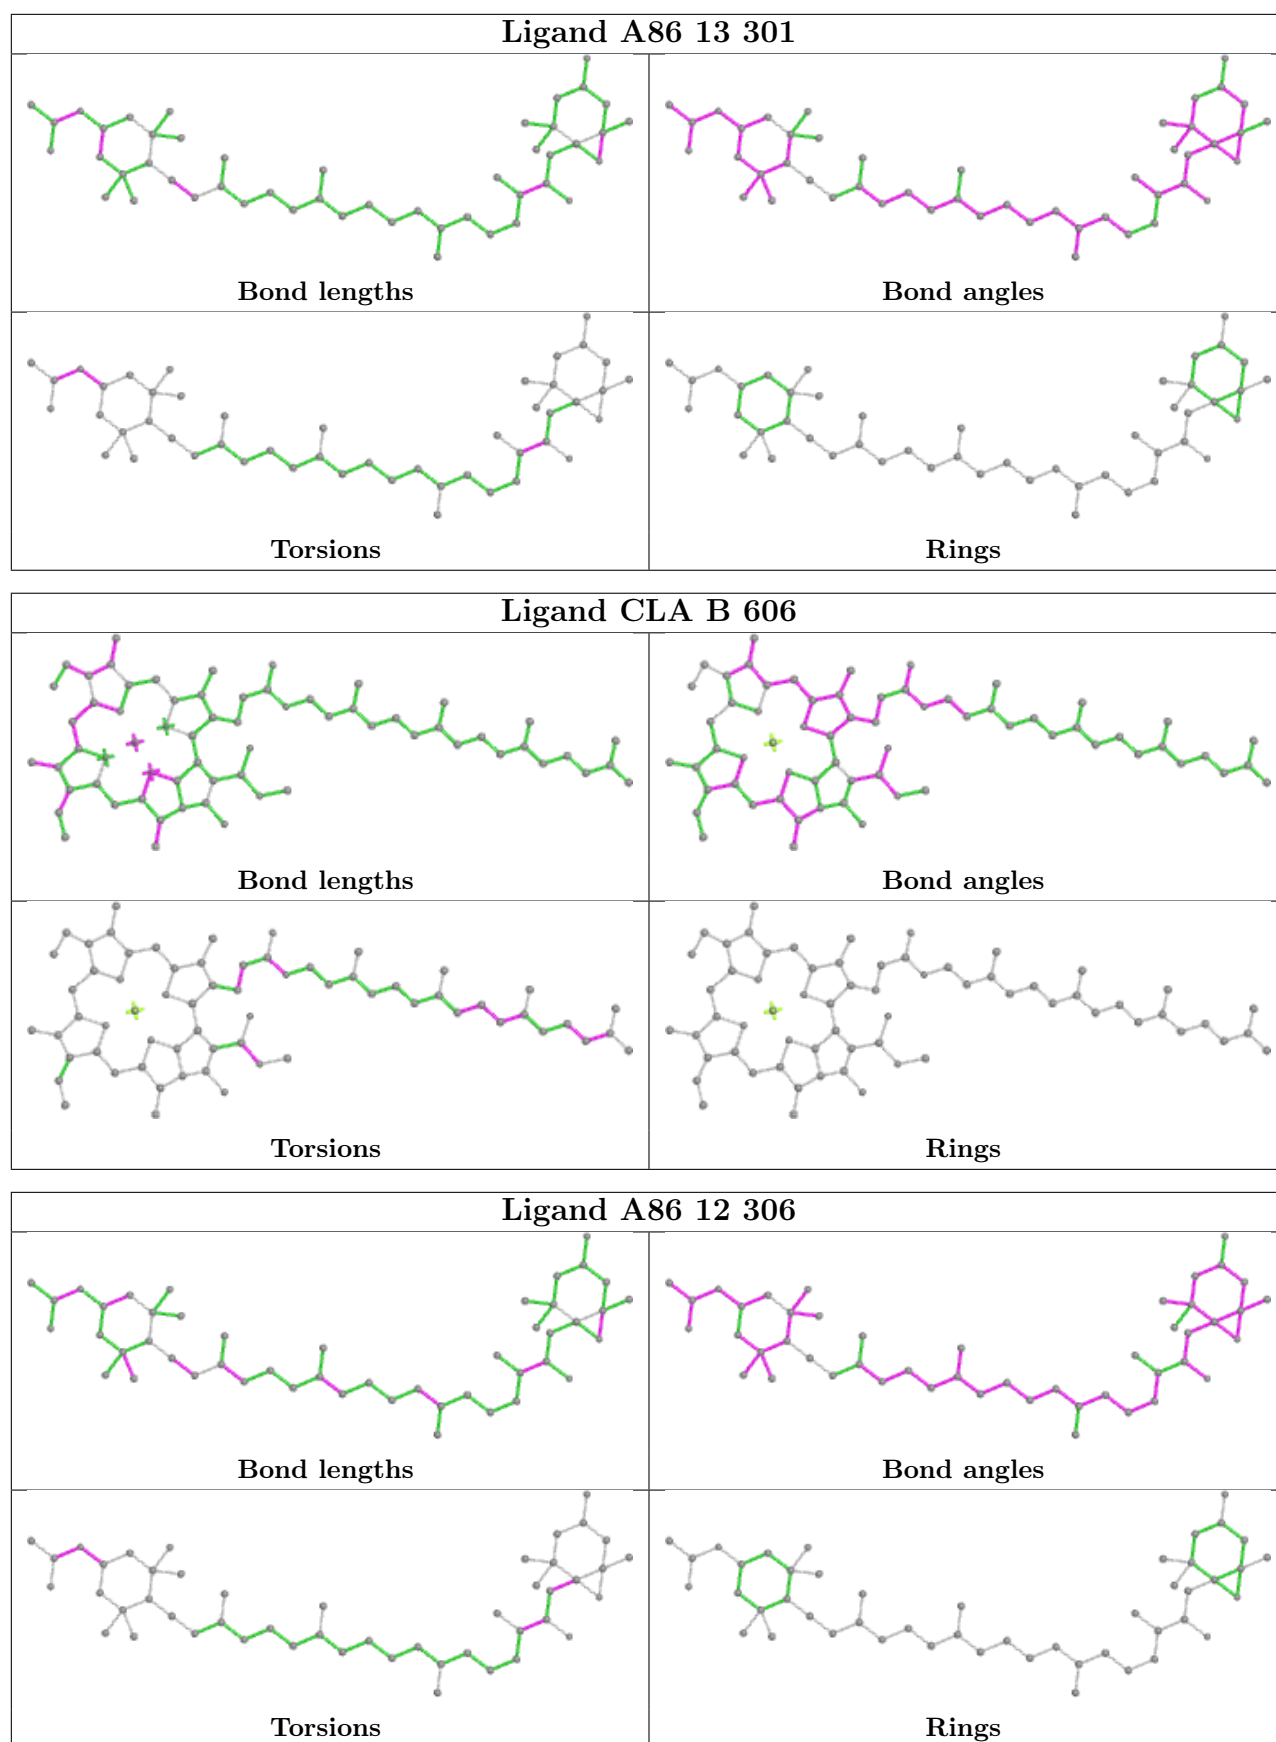 Ligand A86 13 301
Bond lengths
Bond angles
Torsions
Rings
Ligand CLA B 606
Bond lengths
Bond angles
Torsions
Rings
Ligand A86 12 306
Bond lengths
Bond angles
Torsions
Rings